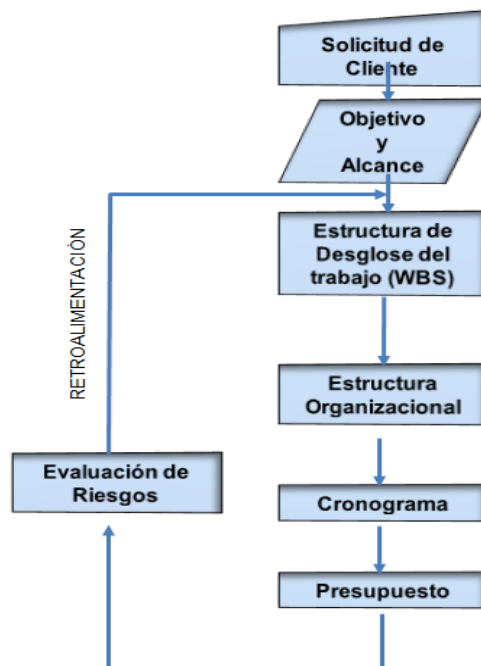 Solicitud de
Cliente
Objetivo
y
Alcance
Estructura de
Desglose del
trabajo (WBS)
Estructura
Organizacional
Cronograma
Presupuesto
Evaluación de
Riesgos
RETROALIMENTACIÓN